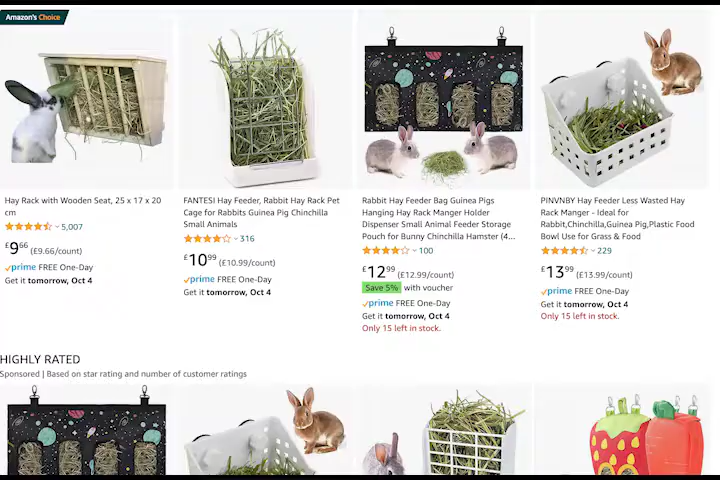 Amazon's Choice
Hay Rack with Wooden Seat, 25 x 17 x 20
cm
5,007
£9.66 (£9.66/count)
prime FREE One-Day
Get it tomorrow, Oct 4
FANTESI Hay Feeder, Rabbit Hay Rack Pet
Cage for Rabbits Guinea Pig Chinchilla
Small Animals
316
£10.99 (£10.99/count)
prime FREE One-Day
Get it tomorrow, Oct 4
Rabbit Hay Feeder Bag Guinea Pigs
Hanging Hay Rack Manger Holder
Dispenser Small Animal Feeder Storage
Pouch for Bunny Chinchilla Hamster (4...
100
£12.99 (£12.99/count)
Save 5% with voucher
prime FREE One-Day
Get it tomorrow, Oct 4
Only 15 left in stock.
PINVNBY Hay Feeder Less Wasted Hay
Rack Manger - Ideal for
Rabbit,Chinchilla,Guinea Pig,Plastic Food
Bowl Use for Grass & Food
229
£13.99 (£13.99/count)
prime FREE One-Day
Get it tomorrow, Oct 4
Only 15 left in stock.
HIGHLY RATED
Sponsored | Based on star rating and number of customer ratings